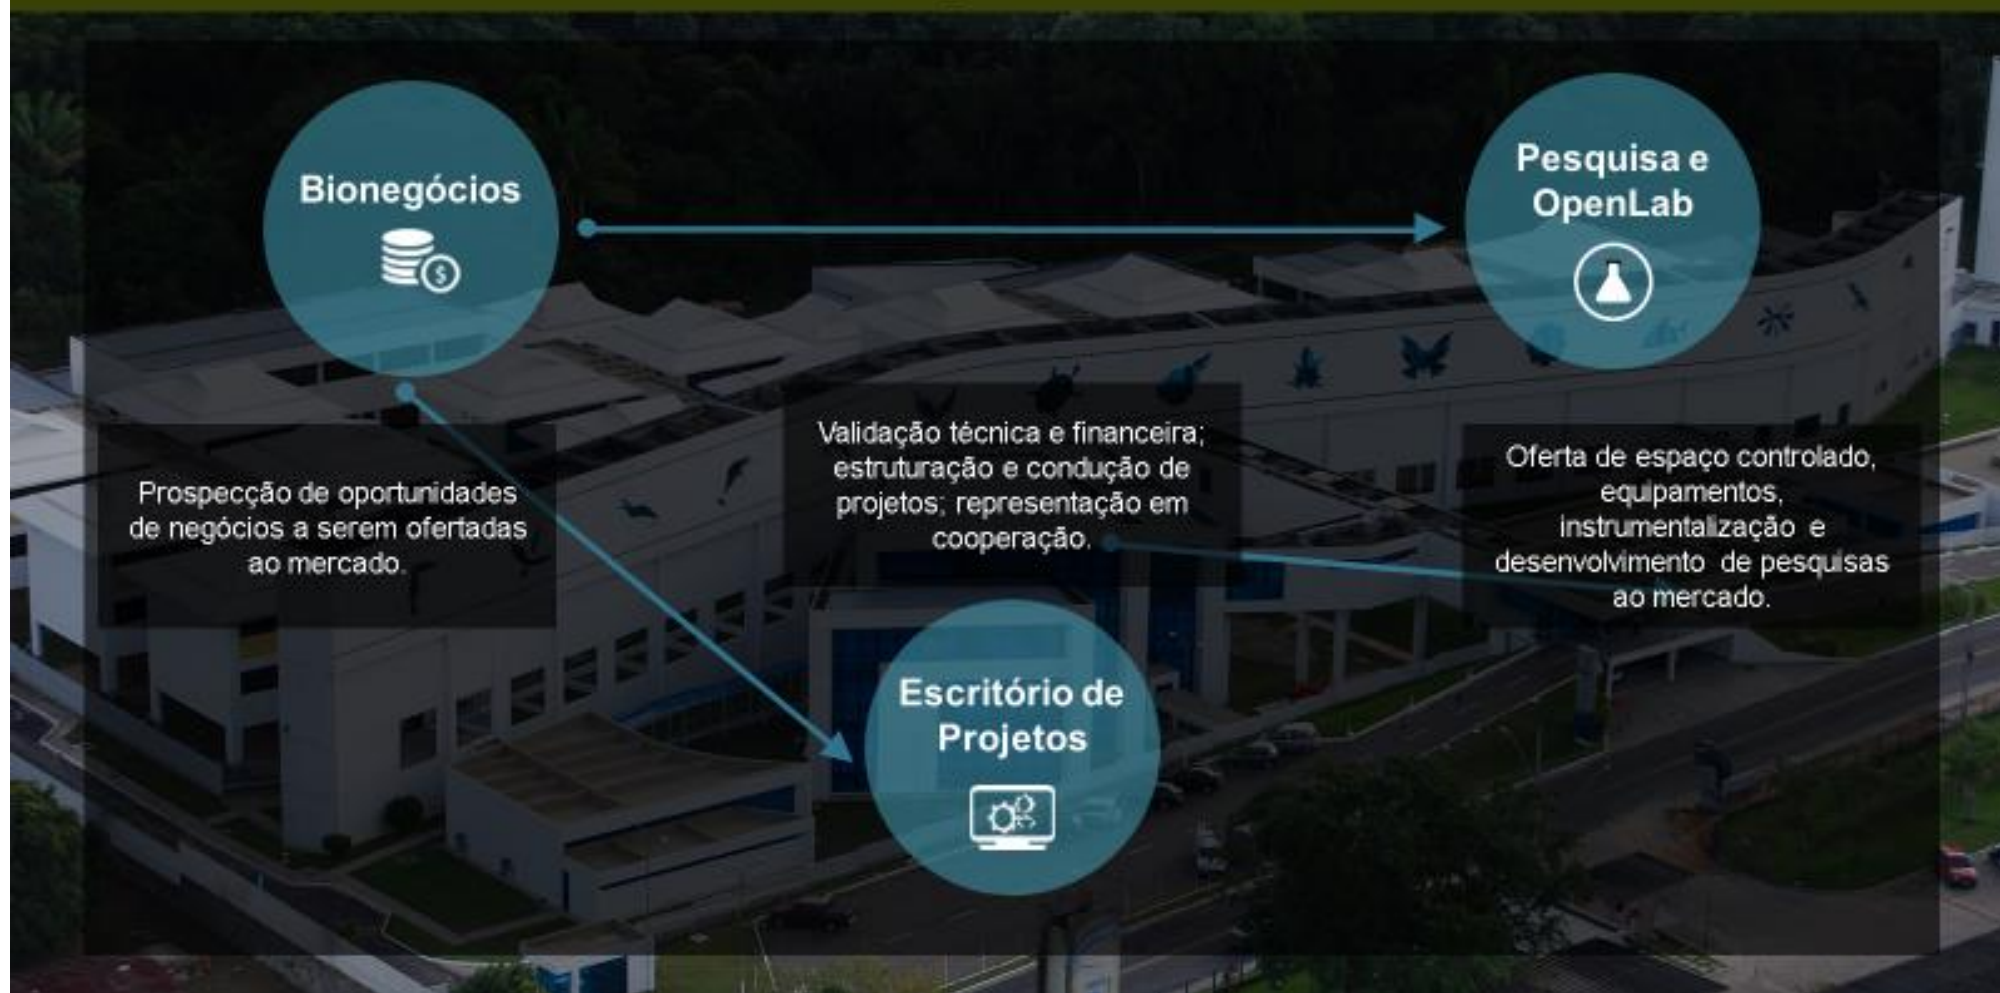 Bionegócios
$
Pesquisa e
OpenLab
Prospecção de oportunidades
de negócios a serem ofertadas
ao mercado.
Validação técnica e financeira;
estruturação e condução de
projetos; representação em
cooperação.
Oferta de espaço controlado,
equipamentos,
instrumentalização e
desenvolvimento de pesquisas
ao mercado.
Escritório de
Projetos